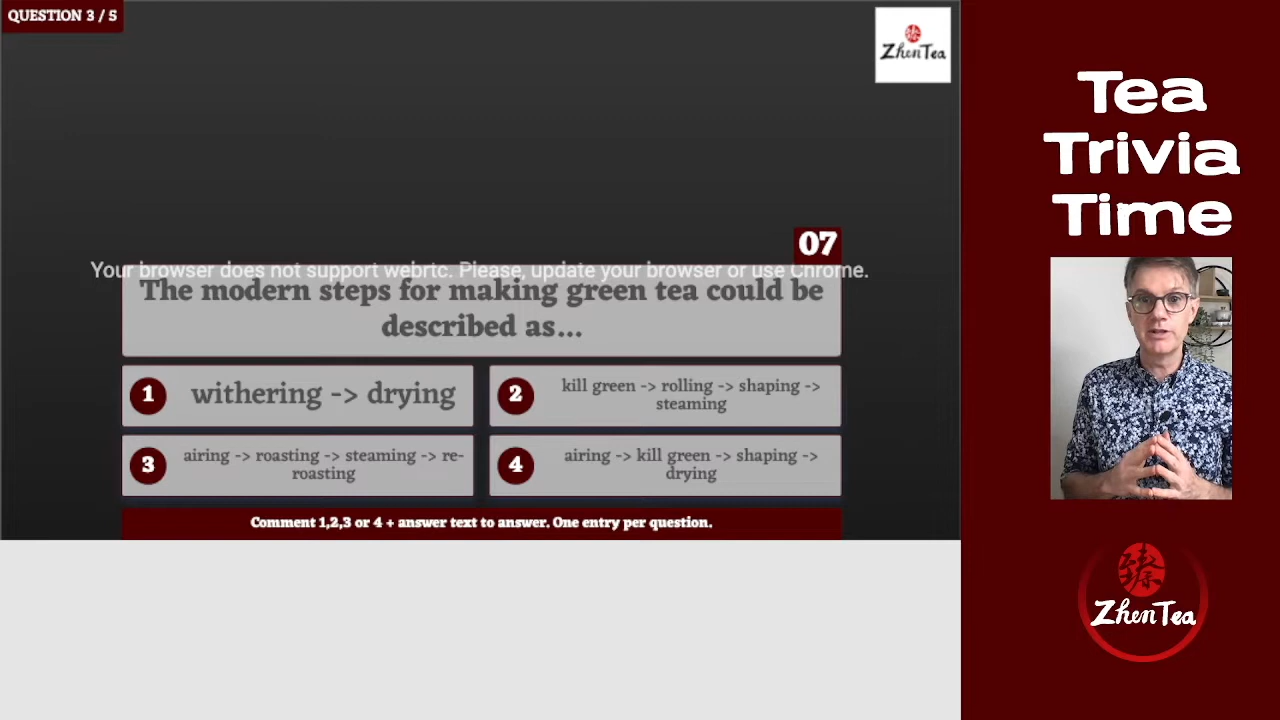 QUESTION 3 / 5
ZhenTea
07
Your browser does not support webrtc. Please, update your browser or use Chrome.
The modern steps for making green tea could be
described as...
1 withering -> drying
2 kill green -> rolling -> shaping ->
steaming
3 airing -> roasting -> steaming -> re-
roasting
4 airing -> kill green -> shaping ->
drying
Comment 1,2,3 or 4 + answer text to answer. One entry per question.
Tea
Trivia
Time
臻
ZhenTea